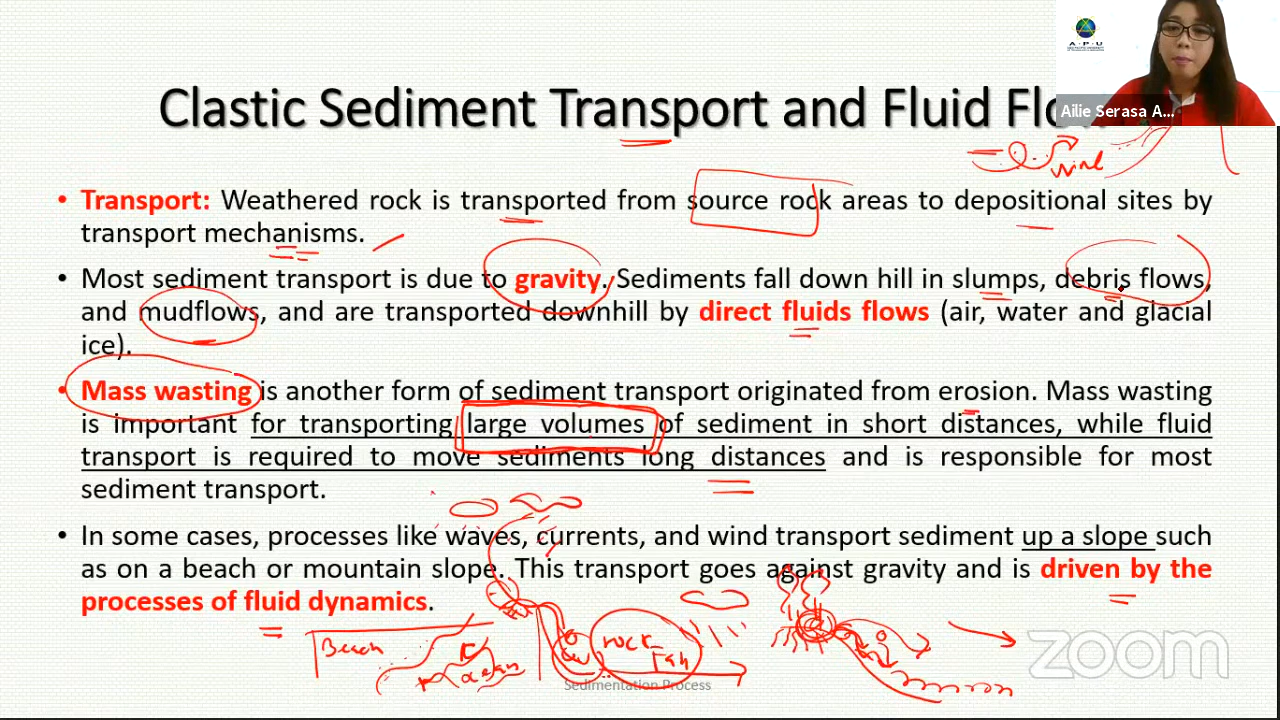 A · P · U
Clastic Sediment Transport and Fluid Flo
Ailie Serasa A...
wind
• Transport: Weathered rock is transported from source rock areas to depositional sites by
transport mechanisms.
• Most sediment transport is due to gravity. Sediments fall down hill in slumps, debris flows,
and mudflows, and are transported downhill by direct fluids flows (air, water and glacial
ice).
• Mass wasting is another form of sediment transport originated from erosion. Mass wasting
is important for transporting large volumes of sediment in short distances, while fluid
transport is required to move sediments long distances and is responsible for most
sediment transport.
• In some cases, processes like waves, currents, and wind transport sediment up a slope such
as on a beach or mountain slope. This transport goes against gravity and is driven by the
processes of fluid dynamics.
Beach
ocean
rock
Fall
zoom
Sedimentation Process